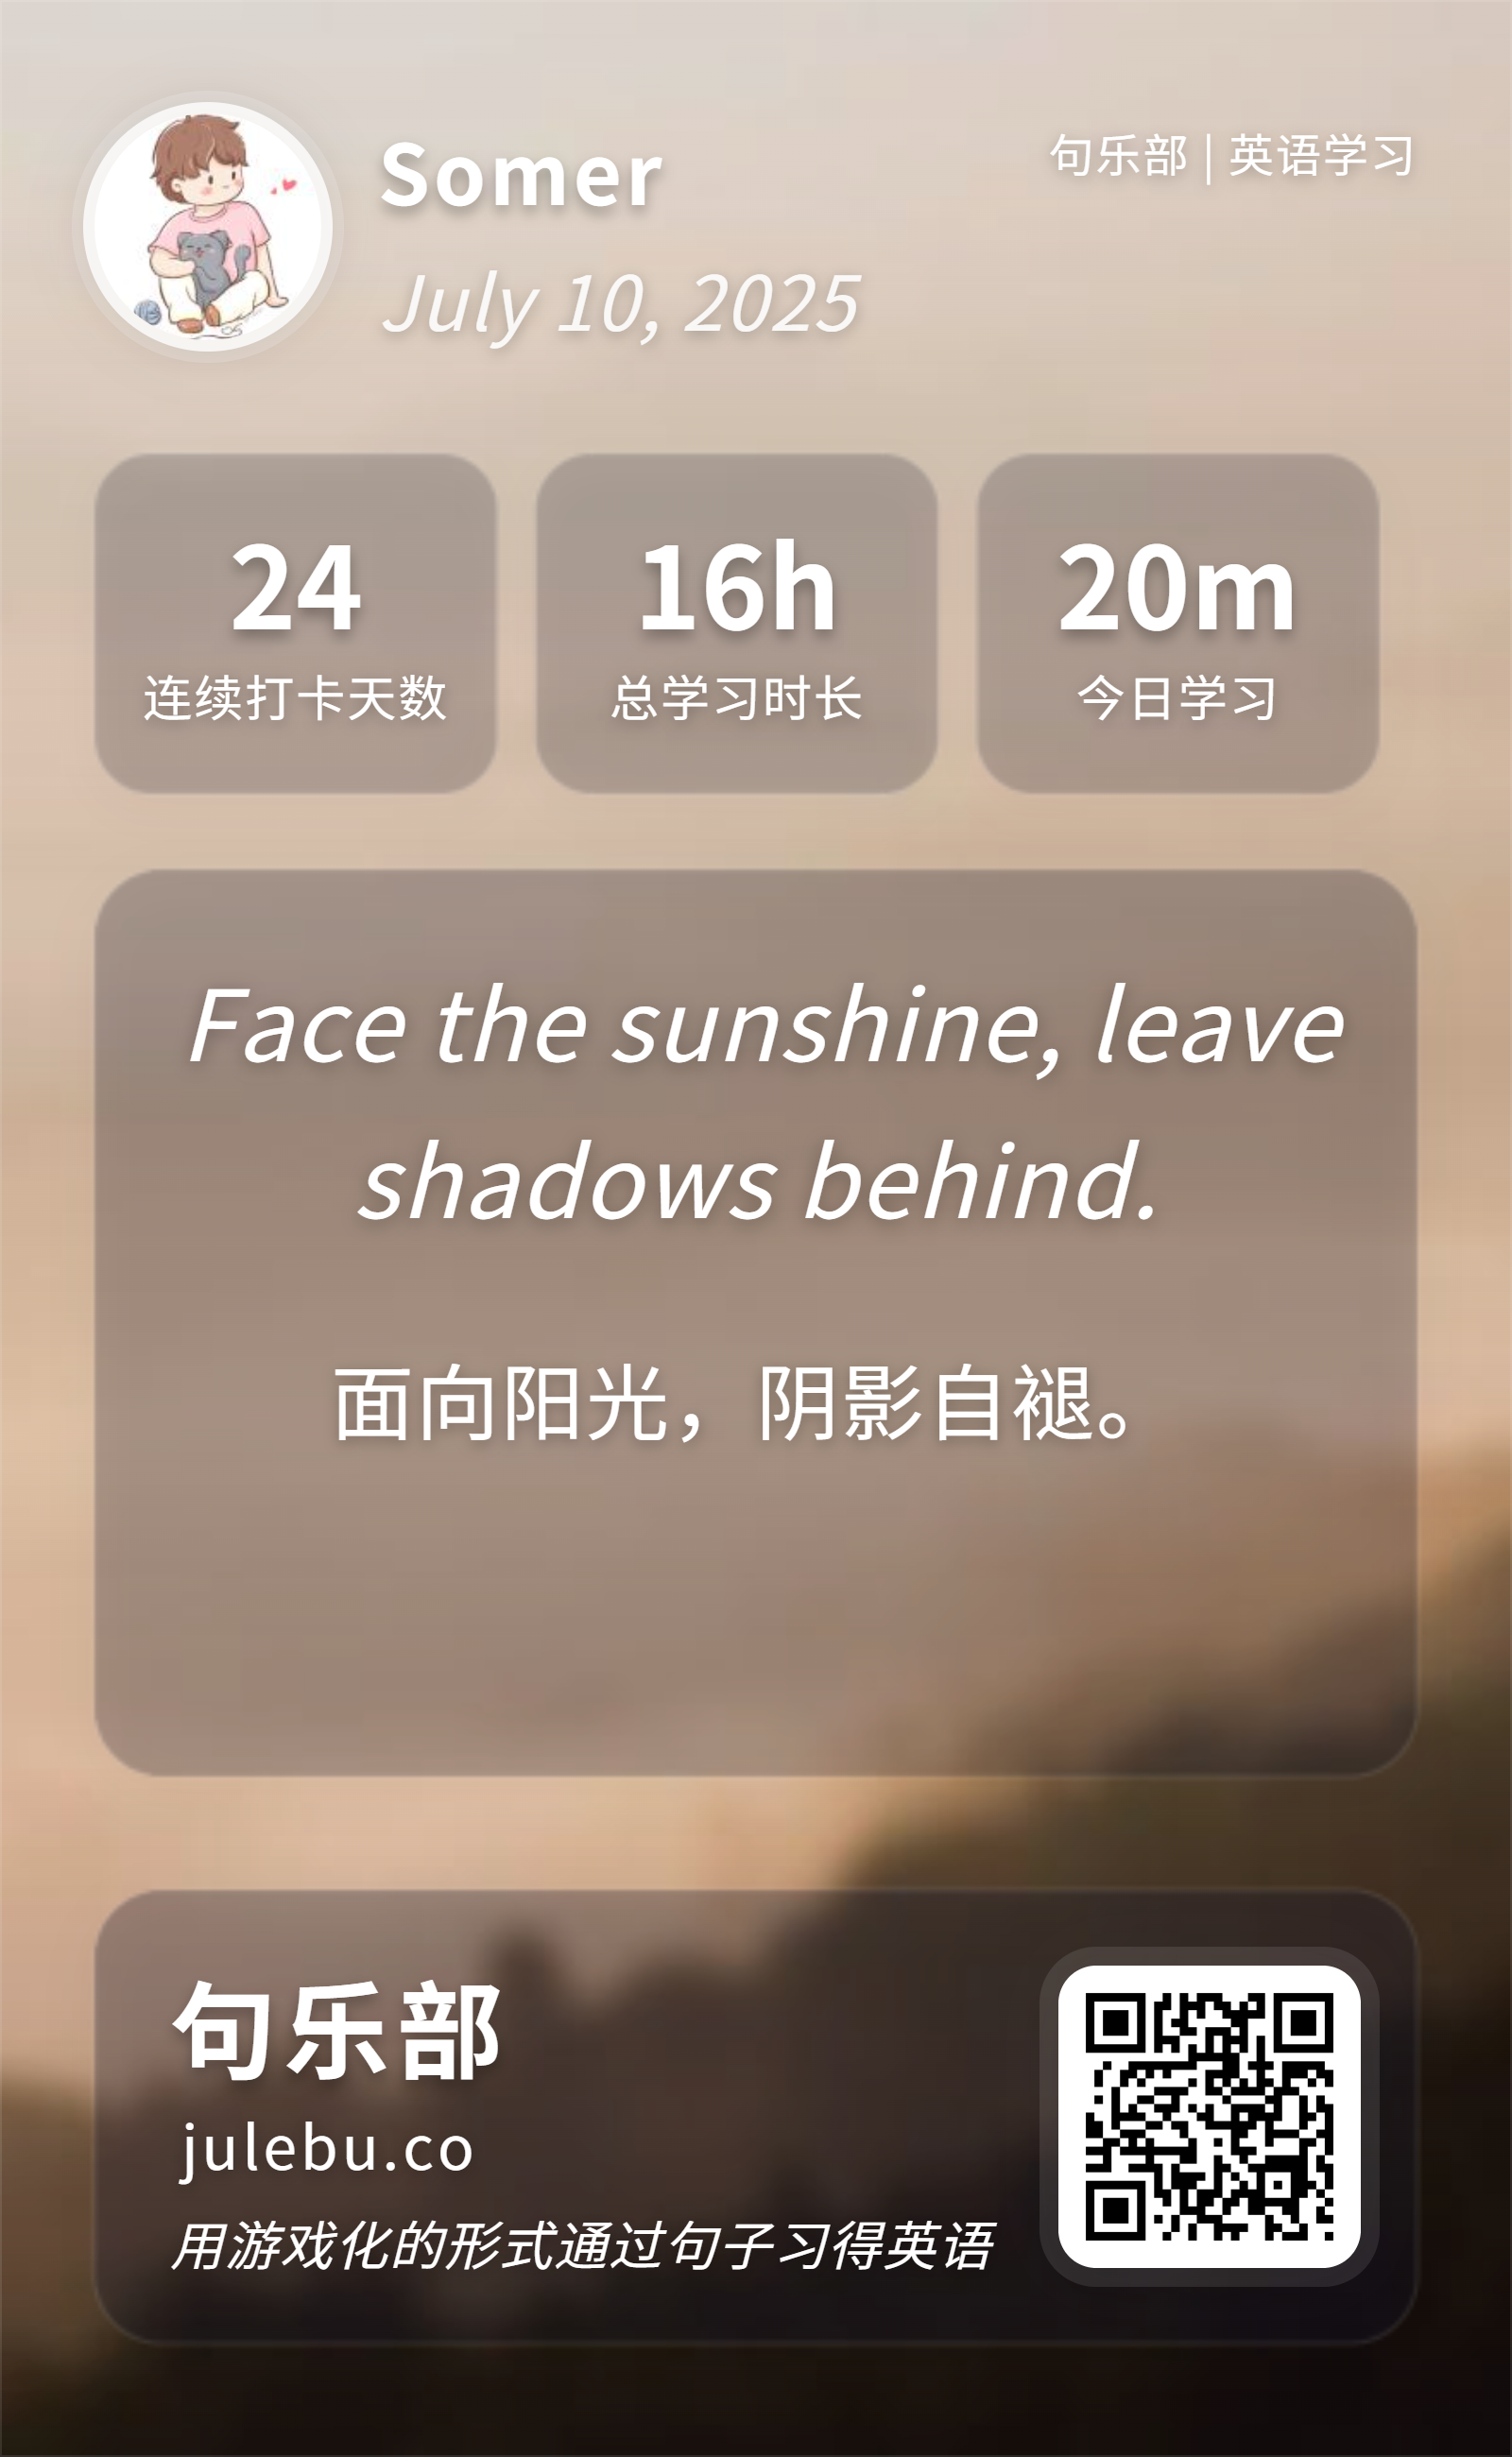 Somer
句乐部 | 英语学习
July 10, 2025
24
连续打卡天数
16h
总学习时长
20m
今日学习
Face the sunshine, leave
shadows behind.
面向阳光，阴影自褪。
句乐部
julebu.co
用游戏化的形式通过句子习得英语